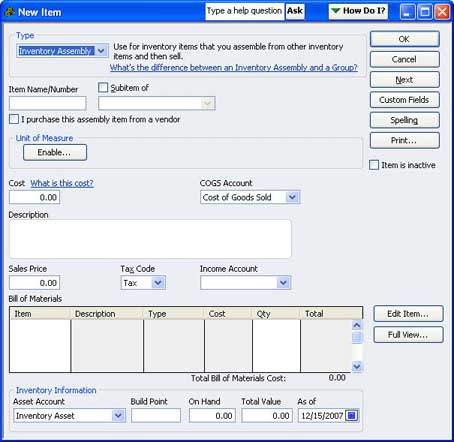 New Item
Type a help question Ask How Do I?
Type
Inventory Assembly
Use for inventory items that you assemble from other inventory
items and then sell.
What's the difference between an Inventory Assembly and a Group?
OK
Cancel
Next
Custom Fields
Spelling
Print...
Item is inactive
Item Name/Number
Subitem of
I purchase this assembly item from a vendor
Unit of Measure
Enable...
Cost What is this cost?
0.00
COGS Account
Cost of Goods Sold
Description
Sales Price
0.00
Tax Code
Tax
Income Account
Bill of Materials
Item Description Type Cost Qty Total
Edit Item...
Full View...
Total Bill of Materials Cost: 0.00
Inventory Information
Asset Account Build Point On Hand Total Value As of
Inventory Asset 0.00 0.00 12/15/2007